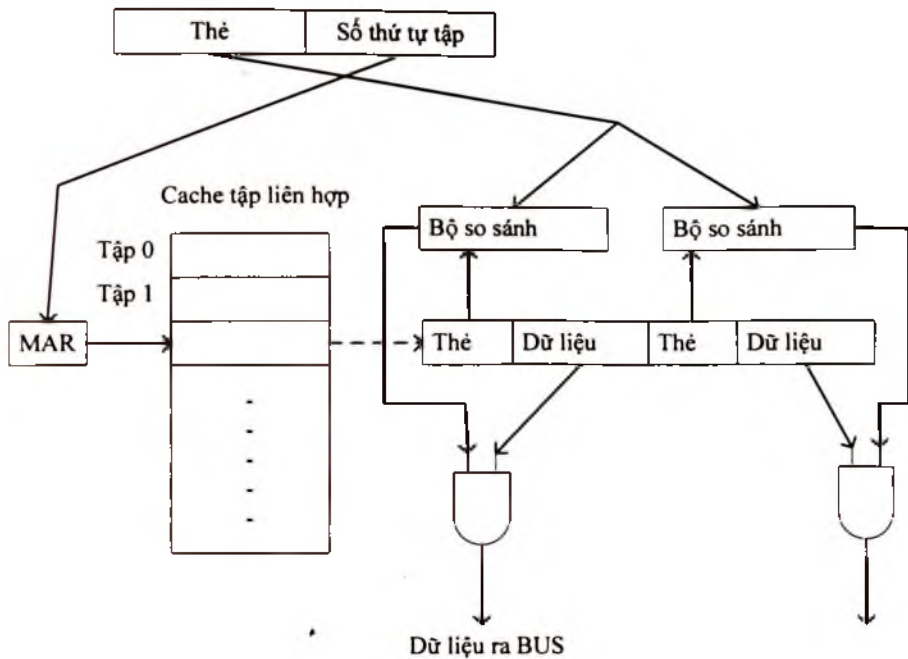 Thẻ Số thứ tự tập
Cache tập liên hợp
Bộ so sánh Bộ so sánh
Tập 0
Tập 1
MAR
Thẻ Dữ liệu Thẻ Dữ liệu
Dữ liệu ra BUS